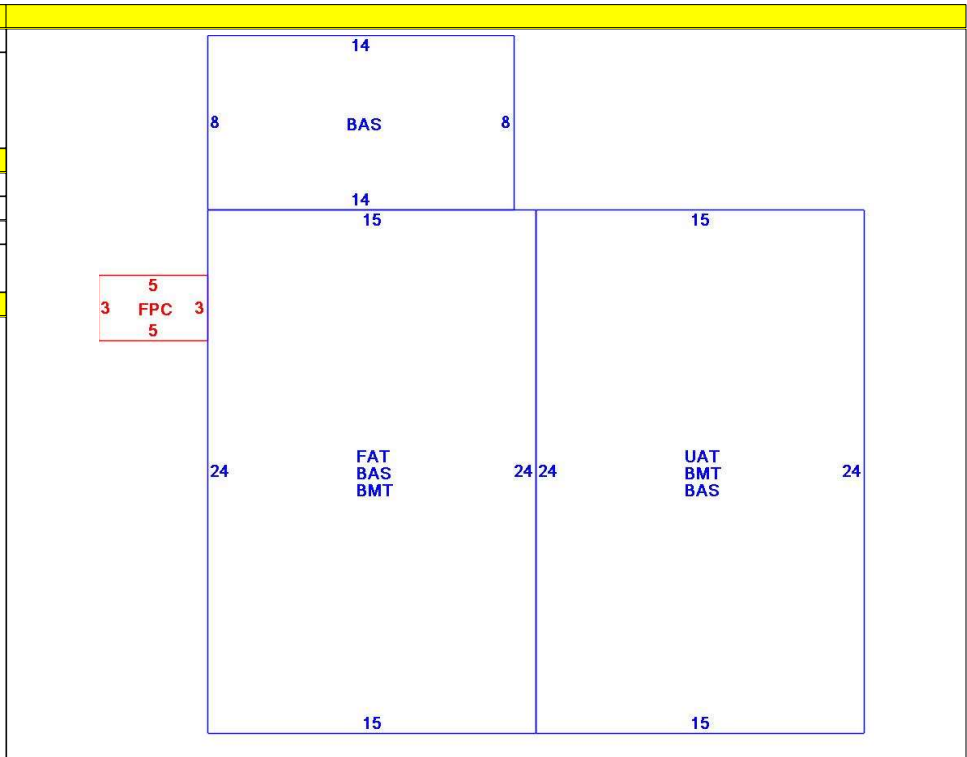 14
8 BAS 8
14
15 15
5
3 FPC 3
5
FAT UAT
24 BAS 24 24 BMT 24
BMT BAS
15 15